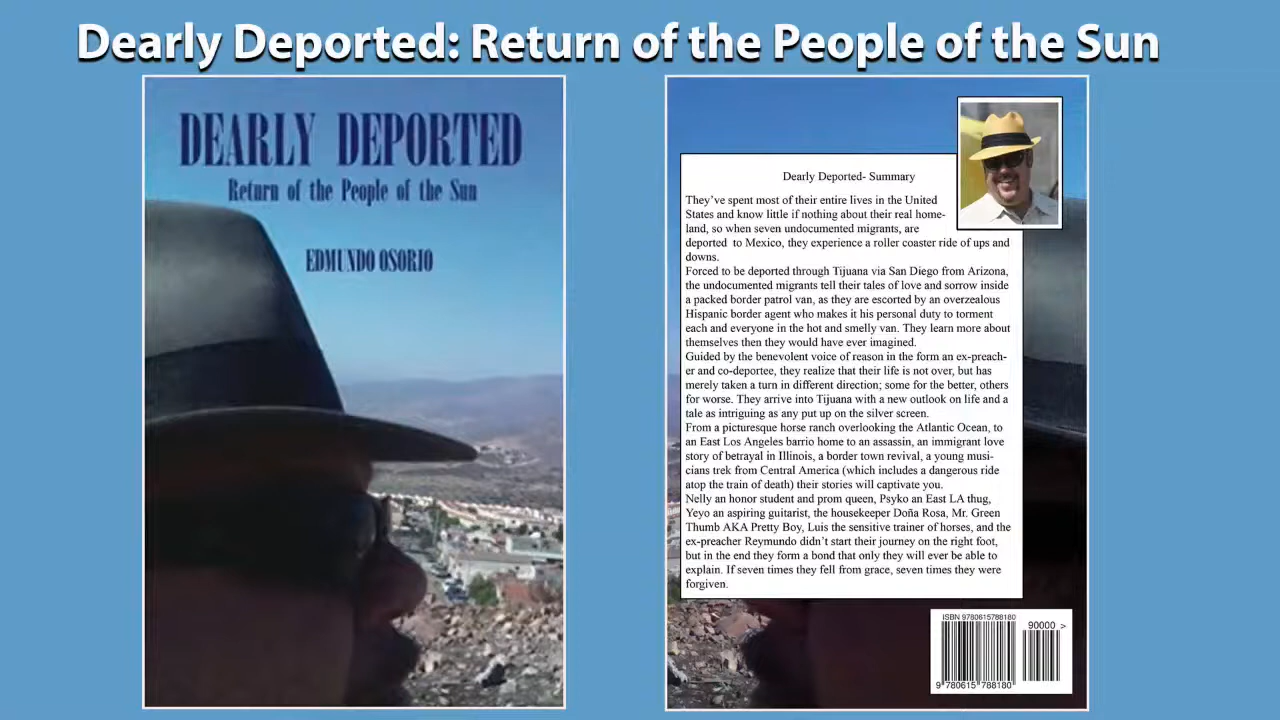 Dearly Deported: Return of the People of the Sun
DEARLY DEPORTED
Return of the People of the Sun
EDMUNDO OSORIO
Dearly Deported- Summary
They've spent most of their entire lives in the United
States and know little if nothing about their real home-
land, so when seven undocumented migrants, are
deported to Mexico, they experience a roller coaster ride of ups and
downs.
Forced to be deported through Tijuana via San Diego from Arizona,
the undocumented migrants tell their tales of love and sorrow inside
a packed border patrol van, as they are escorted by an overzealous
Hispanic border agent who makes it his personal duty to torment
each and everyone in the hot and smelly van. They learn more about
themselves then they would have ever imagined.
Guided by the benevolent voice of reason in the form an ex-preach-
er and co-deportee, they realize that their life is not over, but has
merely taken a turn in different direction; some for the better, others
for worse. They arrive into Tijuana with a new outlook on life and a
tale as intriguing as any put up on the silver screen.
From a picturesque horse ranch overlooking the Atlantic Ocean, to
an East Los Angeles barrio home to an assassin, an immigrant love
story of betrayal in Illinois, a border town revival, a young musi-
cians trek from Central America (which includes a dangerous ride
atop the train of death) their stories will captivate you.
Nelly an honor student and prom queen, Psyko an East LA thug,
Yeyo an aspiring guitarist, the housekeeper Doña Rosa, Mr. Green
Thumb AKA Pretty Boy, Luis the sensitive trainer of horses, and the
ex-preacher Reymundo didn't start their journey on the right foot,
but in the end they form a bond that only they will ever be able to
explain. If seven times they fell from grace, seven times they were
forgiven.
ISBN 9780615788180
90000 >
9 780615 788180